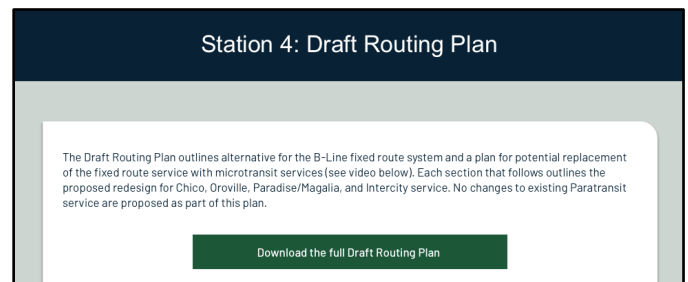 Station 4: Draft Routing Plan
The Draft Routing Plan outlines alternative for the B-Line fixed route system and a plan for potential replacement
of the fixed route service with microtransit services (see video below). Each section that follows outlines the
proposed redesign for Chico, Oroville, Paradise/Magalia, and Intercity service. No changes to existing Paratransit
service are proposed as part of this plan.
Download the full Draft Routing Plan